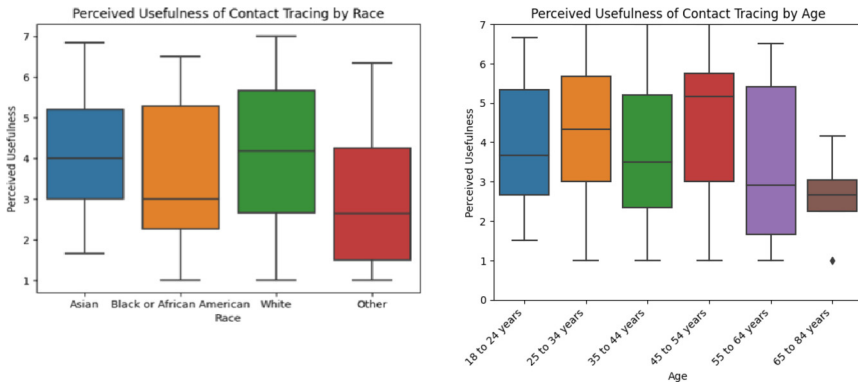 Perceived Usefulness of Contact Tracing by Race
7
6
5
4
3
2
1
Perceived Usefulness
Asian
Black or African American
White
Other
Race
Perceived Usefulness of Contact Tracing by Age
7
6
5
4
3
2
1
0
Perceived Usefulness
18 to 24 years
25 to 34 years
35 to 44 years
45 to 54 years
55 to 64 years
65 to 84 years
Age